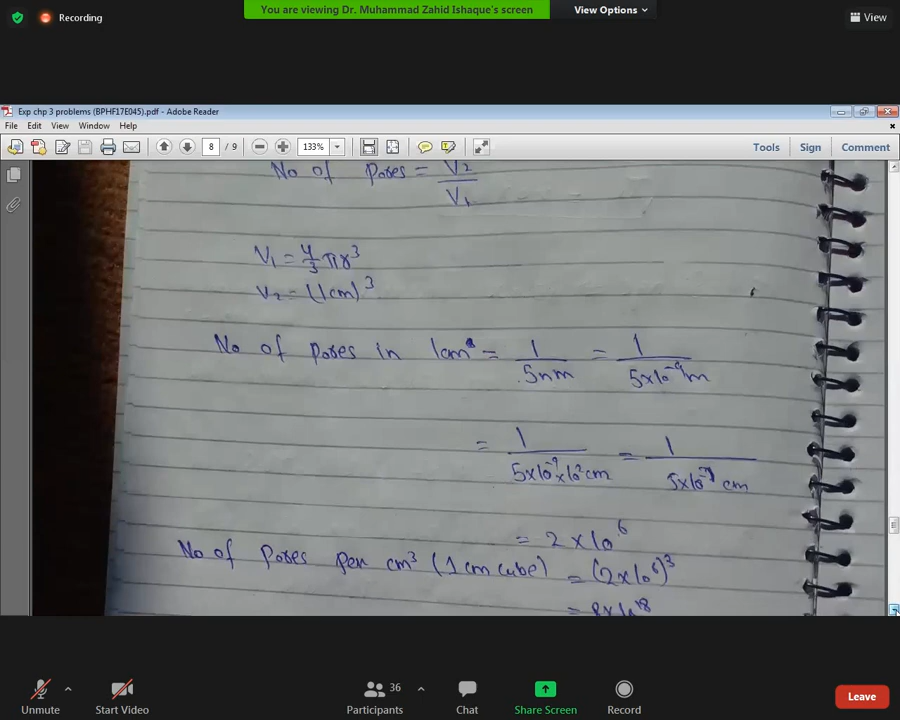 Recording
You are viewing Dr. Muhammad Zahid Ishaque's screen
View Options
View
Exp chp 3 problems (BPHF17E045).pdf - Adobe Reader
File Edit View Window Help
8 / 9 133% Tools Sign Comment
No of Pores = V2/V1
V1 = 4/3 πr³
V2 = (1cm)³
No of Pores in 1cm = 1/5nm = 1/5x10⁻⁹m
= 1/5x10⁻⁹x10²cm = 1/5x10⁻⁷cm
= 2 x 10⁶
No of Pores per cm³ (1 cm cube) = (2x10⁶)³
= 8x10¹⁸
Unmute Start Video 36 Participants Chat Share Screen Record Leave